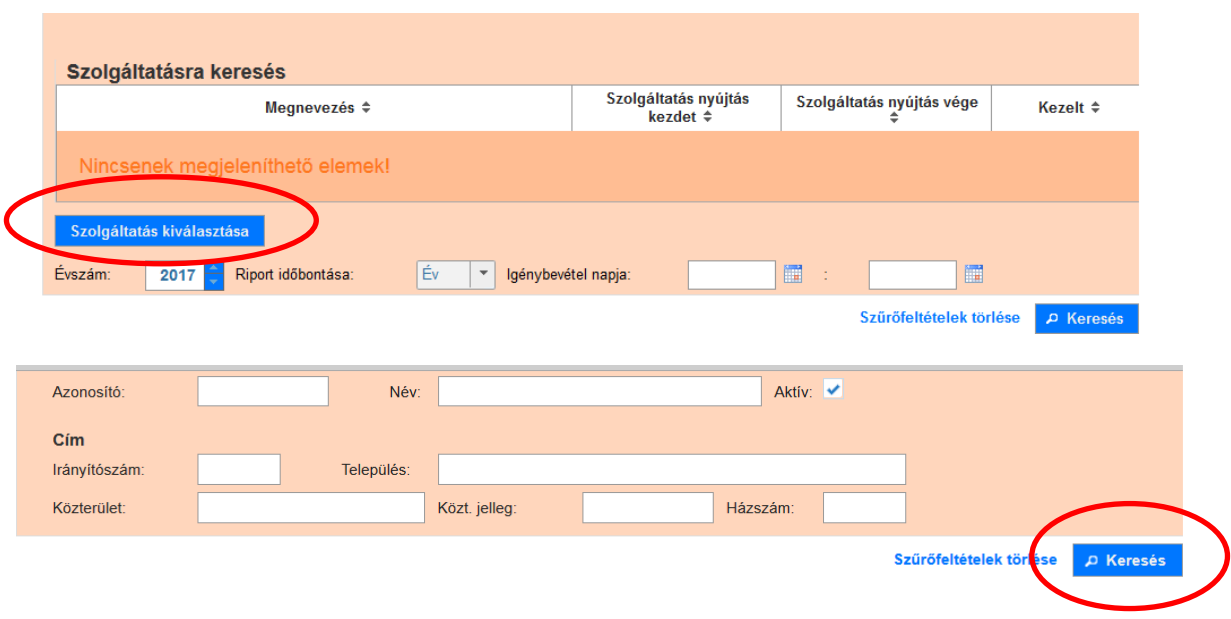 Szolgáltatásra keresés
Megnevezés Szolgáltatás nyújtás kezdet Szolgáltatás nyújtás vége Kezelt
Nincsenek megjeleníthető elemek!
Szolgáltatás kiválasztása
Évszám: 2017 Riport időbontása: Év Igénybevétel napja: :
Szűrőfeltételek törlése Keresés
Azonosító: Név: Aktív:
Cím
Irányítószám: Település:
Közterület: Közt. jelleg: Házszám:
Szűrőfeltételek törlése Keresés